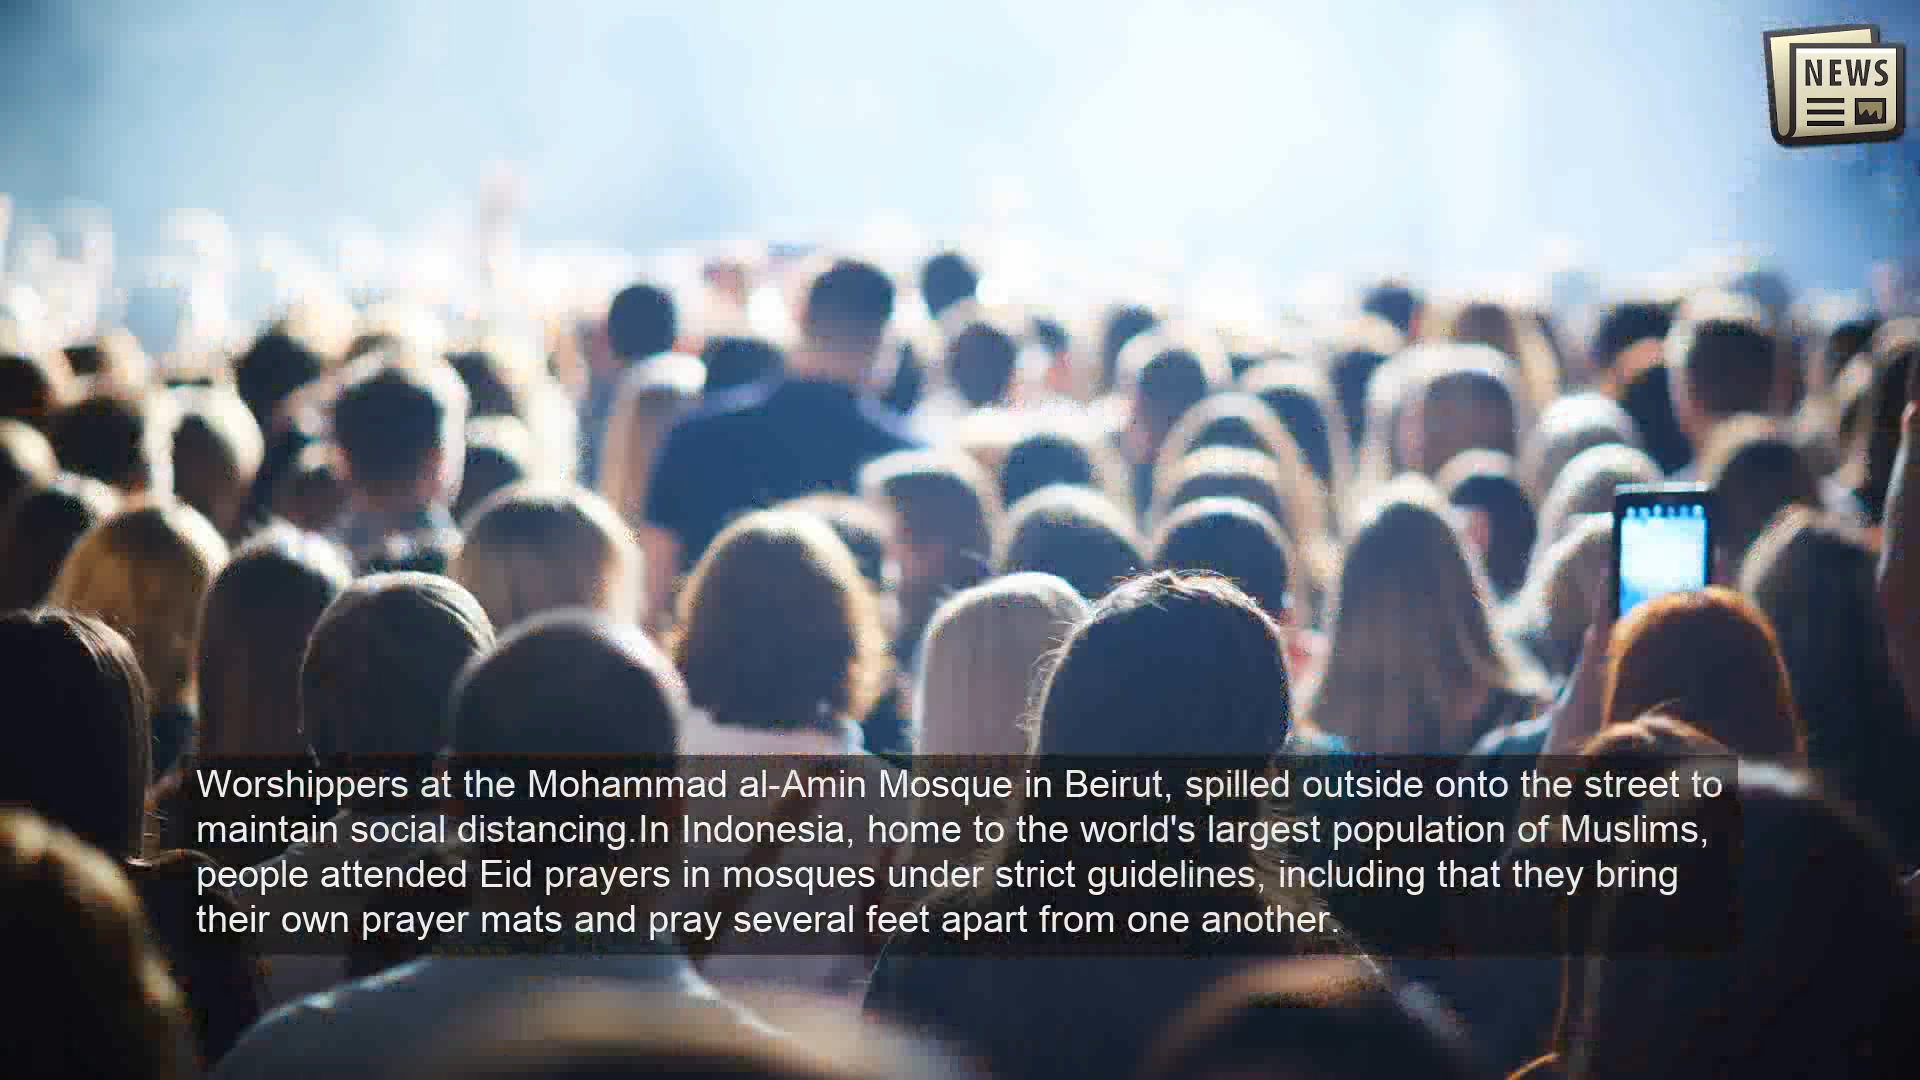 NEWS
Worshippers at the Mohammad al-Amin Mosque in Beirut, spilled outside onto the street to
maintain social distancing.In Indonesia, home to the world's largest population of Muslims,
people attended Eid prayers in mosques under strict guidelines, including that they bring
their own prayer mats and pray several feet apart from one another.